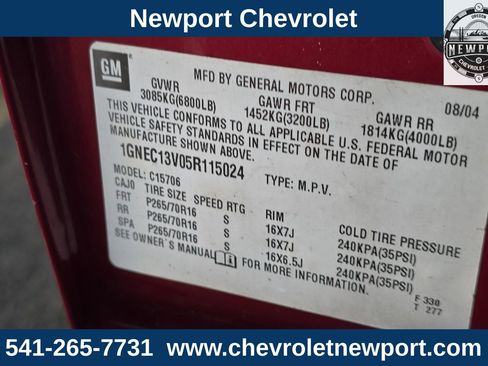 Newport Chevrolet
OREGON
NEWPORT
CHEVROLET
GM
MFD BY GENERAL MOTORS CORP. 08/04
GVWR GAWR FRT GAWR RR
3085KG(6800LB) 1452KG(3200LB) 1814KG(4000LB)
THIS VEHICLE CONFORMS TO ALL APPLICABLE U.S. FEDERAL MOTOR
VEHICLE SAFETY STANDARDS IN EFFECT ON THE DATE OF
MANUFACTURE SHOWN ABOVE.
1GNEC13V05R115024 TYPE: M.P.V.
MODEL: C15706
CAJ0 TIRE SIZE SPEED RTG RIM COLD TIRE PRESSURE
FRT P265/70R16 S 16X7J 240KPA(35PSI)
RR P265/70R16 S 16X7J 240KPA(35PSI)
SPA P265/70R16 S 16X6.5J 240KPA(35PSI)
SEE OWNER'S MANUAL FOR MORE INFORMATION.
F 330
T 277
541-265-7731 www.chevroletnewport.com